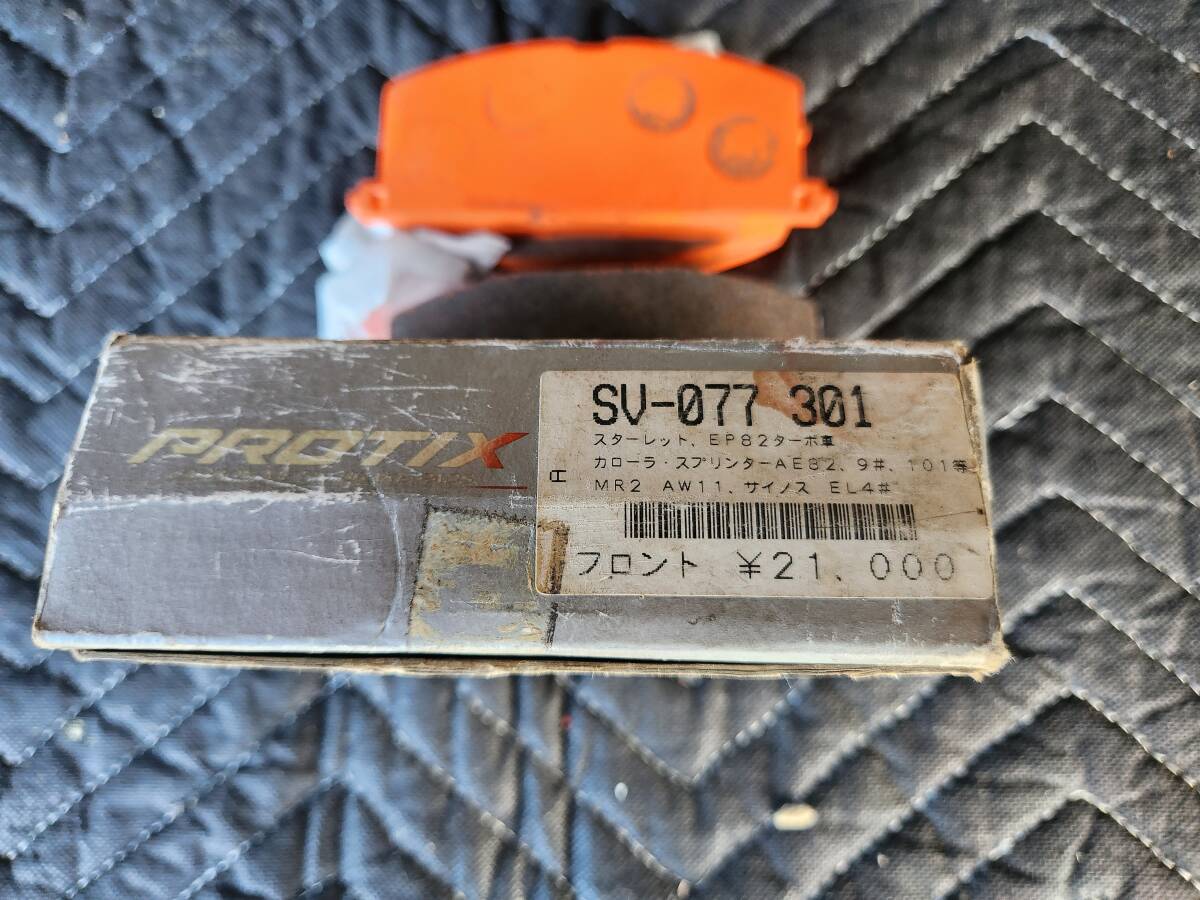 PROTIX
SV-077 301
スターレット、EP82ターボ車
カローラ・スプリンターAE82、9#、101等
MR2 AW11、サイノス EL4#
A
フロント ¥21,000